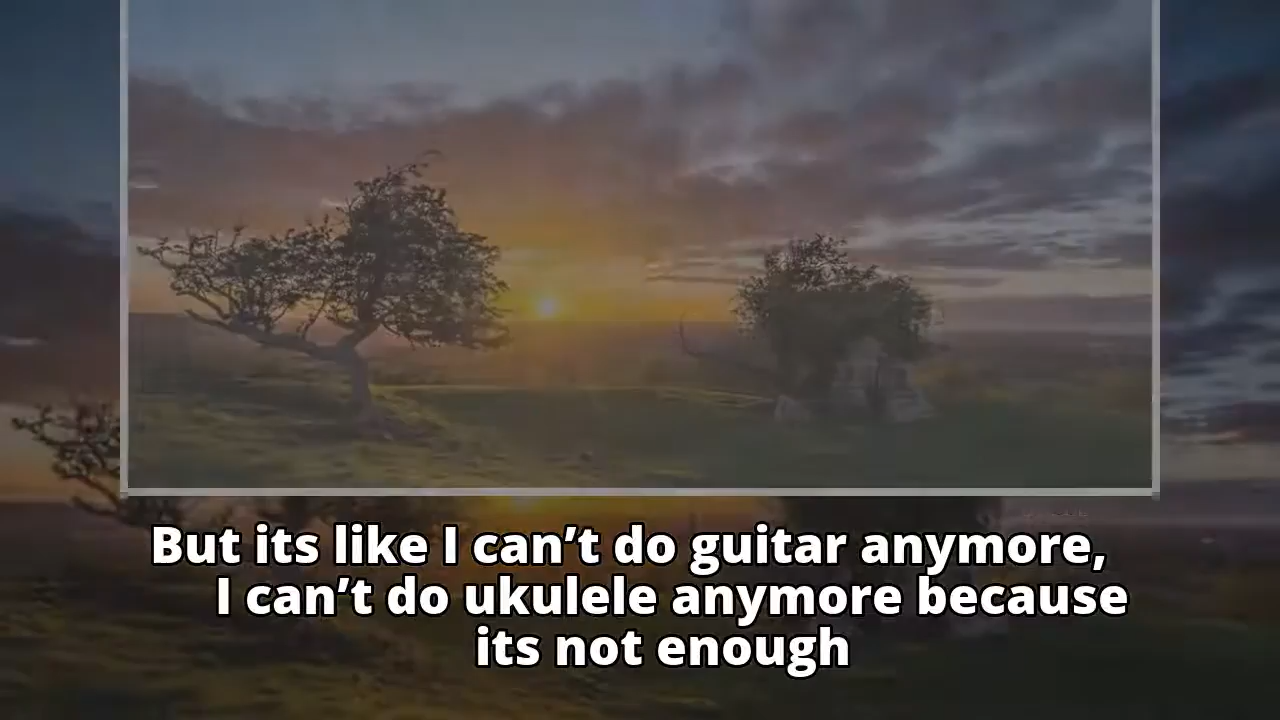 But its like I can’t do guitar anymore,
I can’t do ukulele anymore because
its not enough